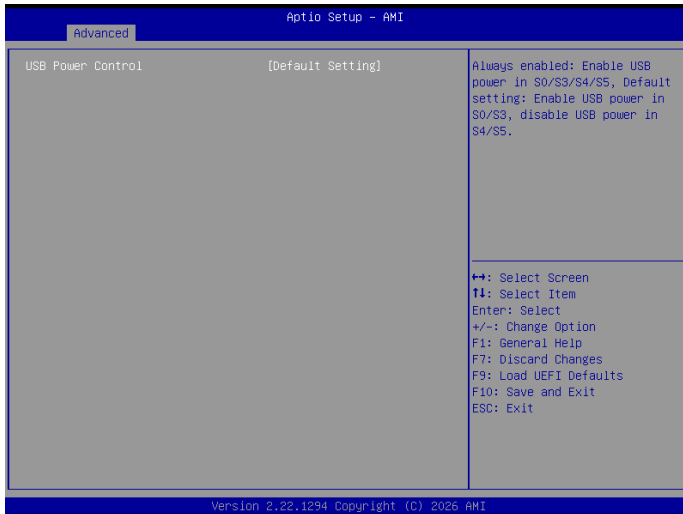 Aptio Setup - AMI
Advanced
USB Power Control [Default Setting]
Always enabled: Enable USB
power in S0/S3/S4/S5, Default
setting: Enable USB power in
S0/S3, disable USB power in
S4/S5.
↔: Select Screen
↑↓: Select Item
Enter: Select
+/-: Change Option
F1: General Help
F7: Discard Changes
F9: Load UEFI Defaults
F10: Save and Exit
ESC: Exit
Version 2.22.1294 Copyright (C) 2026 AMI